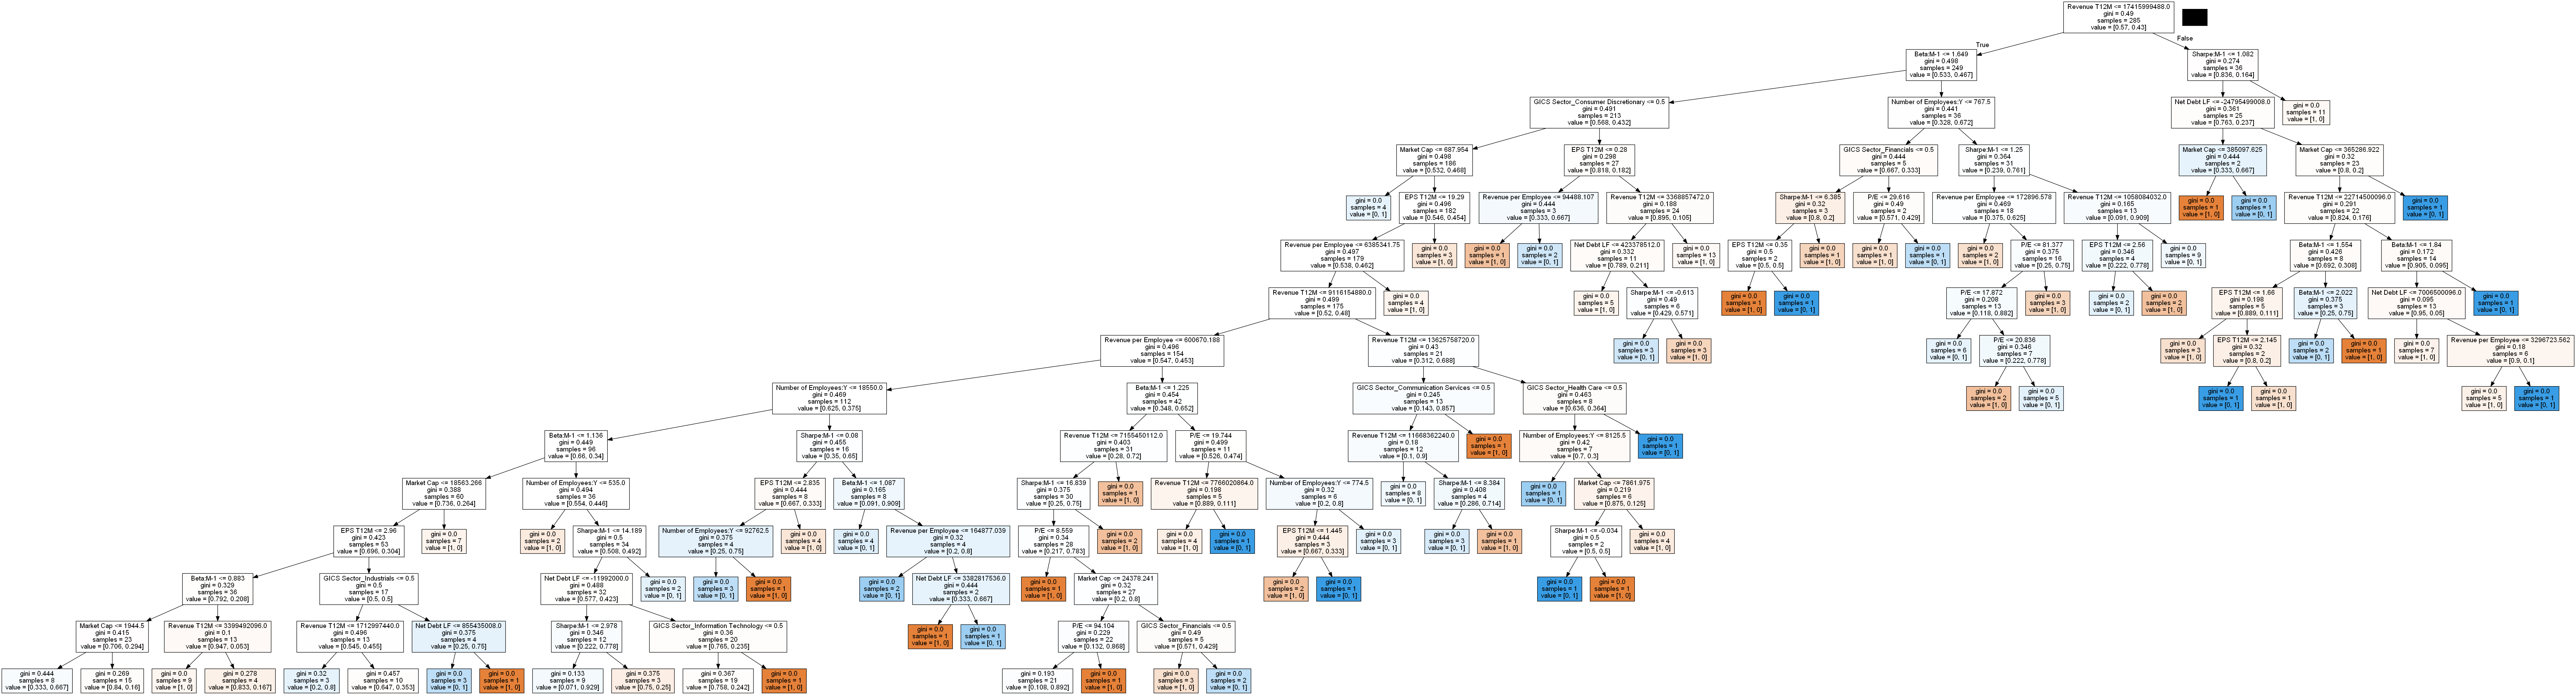 Revenue T12M <= 17415999488.0
gini = 0.49
samples = 285
value = [0.57, 0.43]
True
False
Beta:M-1 <= 1.649
gini = 0.498
samples = 249
value = [0.533, 0.467]
Sharpe:M-1 <= 1.082
gini = 0.274
samples = 36
value = [0.836, 0.164]
GICS Sector_Consumer Discretionary <= 0.5
gini = 0.491
samples = 213
value = [0.568, 0.432]
Number of Employees:Y <= 767.5
gini = 0.441
samples = 36
value = [0.328, 0.672]
Net Debt LF <= -24795499008.0
gini = 0.361
samples = 25
value = [0.763, 0.237]
gini = 0.0
samples = 11
value = [1, 0]
Market Cap <= 687.954
gini = 0.498
samples = 186
value = [0.532, 0.468]
EPS T12M <= 0.28
gini = 0.298
samples = 27
value = [0.818, 0.182]
GICS Sector_Financials <= 0.5
gini = 0.444
samples = 5
value = [0.667, 0.333]
Sharpe:M-1 <= 1.25
gini = 0.364
samples = 31
value = [0.239, 0.761]
Market Cap <= 385097.625
gini = 0.444
samples = 2
value = [0.333, 0.667]
Market Cap <= 365286.922
gini = 0.32
samples = 23
value = [0.8, 0.2]
gini = 0.0
samples = 4
value = [0, 1]
EPS T12M <= 19.29
gini = 0.496
samples = 182
value = [0.546, 0.454]
Revenue per Employee <= 94488.107
gini = 0.444
samples = 3
value = [0.333, 0.667]
Revenue T12M <= 3368857472.0
gini = 0.188
samples = 24
value = [0.895, 0.105]
Sharpe:M-1 <= 6.385
gini = 0.32
samples = 3
value = [0.8, 0.2]
P/E <= 29.616
gini = 0.49
samples = 2
value = [0.571, 0.429]
Revenue per Employee <= 172896.578
gini = 0.469
samples = 18
value = [0.375, 0.625]
Revenue T12M <= 1058084032.0
gini = 0.165
samples = 13
value = [0.091, 0.909]
gini = 0.0
samples = 1
value = [1, 0]
gini = 0.0
samples = 1
value = [0, 1]
Revenue T12M <= 22714500096.0
gini = 0.291
samples = 22
value = [0.824, 0.176]
gini = 0.0
samples = 1
value = [0, 1]
Revenue per Employee <= 6385341.75
gini = 0.497
samples = 179
value = [0.538, 0.462]
gini = 0.0
samples = 3
value = [1, 0]
gini = 0.0
samples = 1
value = [1, 0]
gini = 0.0
samples = 2
value = [0, 1]
Net Debt LF <= 423378512.0
gini = 0.332
samples = 11
value = [0.789, 0.211]
gini = 0.0
samples = 13
value = [1, 0]
EPS T12M <= 0.35
gini = 0.5
samples = 2
value = [0.5, 0.5]
gini = 0.0
samples = 1
value = [1, 0]
gini = 0.0
samples = 1
value = [1, 0]
gini = 0.0
samples = 1
value = [0, 1]
gini = 0.0
samples = 2
value = [1, 0]
P/E <= 81.377
gini = 0.375
samples = 16
value = [0.25, 0.75]
EPS T12M <= 2.56
gini = 0.346
samples = 4
value = [0.222, 0.778]
gini = 0.0
samples = 9
value = [0, 1]
Beta:M-1 <= 1.554
gini = 0.426
samples = 8
value = [0.692, 0.308]
Beta:M-1 <= 1.84
gini = 0.172
samples = 14
value = [0.905, 0.095]
Revenue T12M <= 9116154880.0
gini = 0.499
samples = 175
value = [0.52, 0.48]
gini = 0.0
samples = 4
value = [1, 0]
gini = 0.0
samples = 5
value = [1, 0]
Sharpe:M-1 <= -0.613
gini = 0.49
samples = 6
value = [0.429, 0.571]
gini = 0.0
samples = 1
value = [1, 0]
gini = 0.0
samples = 1
value = [0, 1]
P/E <= 17.872
gini = 0.208
samples = 13
value = [0.118, 0.882]
gini = 0.0
samples = 3
value = [1, 0]
gini = 0.0
samples = 2
value = [0, 1]
gini = 0.0
samples = 2
value = [1, 0]
EPS T12M <= 1.66
gini = 0.198
samples = 5
value = [0.889, 0.111]
Beta:M-1 <= 2.022
gini = 0.375
samples = 3
value = [0.25, 0.75]
Net Debt LF <= 7006500096.0
gini = 0.095
samples = 13
value = [0.95, 0.05]
gini = 0.0
samples = 1
value = [0, 1]
Revenue per Employee <= 600670.188
gini = 0.496
samples = 154
value = [0.547, 0.453]
Revenue T12M <= 13625758720.0
gini = 0.43
samples = 21
value = [0.312, 0.688]
gini = 0.0
samples = 3
value = [0, 1]
gini = 0.0
samples = 3
value = [1, 0]
gini = 0.0
samples = 6
value = [0, 1]
P/E <= 20.836
gini = 0.346
samples = 7
value = [0.222, 0.778]
gini = 0.0
samples = 3
value = [1, 0]
EPS T12M <= 2.145
gini = 0.32
samples = 2
value = [0.8, 0.2]
gini = 0.0
samples = 2
value = [0, 1]
gini = 0.0
samples = 1
value = [1, 0]
gini = 0.0
samples = 7
value = [1, 0]
Revenue per Employee <= 3296723.562
gini = 0.18
samples = 6
value = [0.9, 0.1]
Number of Employees:Y <= 18550.0
gini = 0.469
samples = 112
value = [0.625, 0.375]
Beta:M-1 <= 1.225
gini = 0.454
samples = 42
value = [0.348, 0.652]
GICS Sector_Communication Services <= 0.5
gini = 0.245
samples = 13
value = [0.143, 0.857]
GICS Sector_Health Care <= 0.5
gini = 0.463
samples = 8
value = [0.636, 0.364]
gini = 0.0
samples = 2
value = [1, 0]
gini = 0.0
samples = 5
value = [0, 1]
gini = 0.0
samples = 1
value = [0, 1]
gini = 0.0
samples = 1
value = [1, 0]
gini = 0.0
samples = 5
value = [1, 0]
gini = 0.0
samples = 1
value = [0, 1]
Beta:M-1 <= 1.136
gini = 0.449
samples = 96
value = [0.66, 0.34]
Sharpe:M-1 <= 0.08
gini = 0.455
samples = 16
value = [0.35, 0.65]
Revenue T12M <= 7155450112.0
gini = 0.403
samples = 31
value = [0.28, 0.72]
P/E <= 19.744
gini = 0.499
samples = 11
value = [0.526, 0.474]
Revenue T12M <= 11668362240.0
gini = 0.18
samples = 12
value = [0.1, 0.9]
gini = 0.0
samples = 1
value = [1, 0]
Number of Employees:Y <= 8125.5
gini = 0.42
samples = 7
value = [0.7, 0.3]
gini = 0.0
samples = 1
value = [0, 1]
Market Cap <= 18563.266
gini = 0.388
samples = 60
value = [0.736, 0.264]
Number of Employees:Y <= 535.0
gini = 0.494
samples = 36
value = [0.554, 0.446]
EPS T12M <= 2.835
gini = 0.444
samples = 8
value = [0.667, 0.333]
Beta:M-1 <= 1.087
gini = 0.165
samples = 8
value = [0.091, 0.909]
Sharpe:M-1 <= 16.839
gini = 0.375
samples = 30
value = [0.25, 0.75]
gini = 0.0
samples = 1
value = [1, 0]
Revenue T12M <= 7766020864.0
gini = 0.198
samples = 5
value = [0.889, 0.111]
Number of Employees:Y <= 774.5
gini = 0.32
samples = 6
value = [0.2, 0.8]
gini = 0.0
samples = 8
value = [0, 1]
Sharpe:M-1 <= 8.384
gini = 0.408
samples = 4
value = [0.286, 0.714]
gini = 0.0
samples = 1
value = [0, 1]
Market Cap <= 7861.975
gini = 0.219
samples = 6
value = [0.875, 0.125]
EPS T12M <= 2.96
gini = 0.423
samples = 53
value = [0.696, 0.304]
gini = 0.0
samples = 7
value = [1, 0]
gini = 0.0
samples = 2
value = [1, 0]
Sharpe:M-1 <= 14.189
gini = 0.5
samples = 34
value = [0.508, 0.492]
Number of Employees:Y <= 92762.5
gini = 0.375
samples = 4
value = [0.25, 0.75]
gini = 0.0
samples = 4
value = [1, 0]
gini = 0.0
samples = 4
value = [0, 1]
Revenue per Employee <= 164877.039
gini = 0.32
samples = 4
value = [0.2, 0.8]
P/E <= 8.559
gini = 0.34
samples = 28
value = [0.217, 0.783]
gini = 0.0
samples = 2
value = [1, 0]
gini = 0.0
samples = 4
value = [1, 0]
gini = 0.0
samples = 1
value = [0, 1]
EPS T12M <= 1.445
gini = 0.444
samples = 3
value = [0.667, 0.333]
gini = 0.0
samples = 3
value = [0, 1]
gini = 0.0
samples = 3
value = [0, 1]
gini = 0.0
samples = 1
value = [1, 0]
Sharpe:M-1 <= -0.034
gini = 0.5
samples = 2
value = [0.5, 0.5]
gini = 0.0
samples = 4
value = [1, 0]
Beta:M-1 <= 0.883
gini = 0.329
samples = 36
value = [0.792, 0.208]
GICS Sector_Industrials <= 0.5
gini = 0.5
samples = 17
value = [0.5, 0.5]
Net Debt LF <= -11992000.0
gini = 0.488
samples = 32
value = [0.577, 0.423]
gini = 0.0
samples = 2
value = [0, 1]
gini = 0.0
samples = 3
value = [0, 1]
gini = 0.0
samples = 1
value = [1, 0]
gini = 0.0
samples = 2
value = [0, 1]
Net Debt LF <= 3382817536.0
gini = 0.444
samples = 2
value = [0.333, 0.667]
gini = 0.0
samples = 1
value = [1, 0]
Market Cap <= 24378.241
gini = 0.32
samples = 27
value = [0.2, 0.8]
gini = 0.0
samples = 2
value = [1, 0]
gini = 0.0
samples = 1
value = [0, 1]
gini = 0.0
samples = 1
value = [0, 1]
gini = 0.0
samples = 1
value = [1, 0]
Market Cap <= 1944.5
gini = 0.415
samples = 23
value = [0.706, 0.294]
Revenue T12M <= 3399492096.0
gini = 0.1
samples = 13
value = [0.947, 0.053]
Revenue T12M <= 1712997440.0
gini = 0.496
samples = 13
value = [0.545, 0.455]
Net Debt LF <= 855435008.0
gini = 0.375
samples = 4
value = [0.25, 0.75]
Sharpe:M-1 <= 2.978
gini = 0.346
samples = 12
value = [0.222, 0.778]
GICS Sector_Information Technology <= 0.5
gini = 0.36
samples = 20
value = [0.765, 0.235]
gini = 0.0
samples = 1
value = [1, 0]
gini = 0.0
samples = 1
value = [0, 1]
P/E <= 94.104
gini = 0.229
samples = 22
value = [0.132, 0.868]
GICS Sector_Financials <= 0.5
gini = 0.49
samples = 5
value = [0.571, 0.429]
gini = 0.444
samples = 8
value = [0.333, 0.667]
gini = 0.269
samples = 15
value = [0.84, 0.16]
gini = 0.0
samples = 9
value = [1, 0]
gini = 0.278
samples = 4
value = [0.833, 0.167]
gini = 0.32
samples = 3
value = [0.2, 0.8]
gini = 0.457
samples = 10
value = [0.647, 0.353]
gini = 0.0
samples = 3
value = [0, 1]
gini = 0.0
samples = 1
value = [1, 0]
gini = 0.133
samples = 9
value = [0.071, 0.929]
gini = 0.375
samples = 3
value = [0.75, 0.25]
gini = 0.367
samples = 19
value = [0.758, 0.242]
gini = 0.0
samples = 1
value = [1, 0]
gini = 0.193
samples = 21
value = [0.108, 0.892]
gini = 0.0
samples = 1
value = [1, 0]
gini = 0.0
samples = 3
value = [1, 0]
gini = 0.0
samples = 2
value = [0, 1]